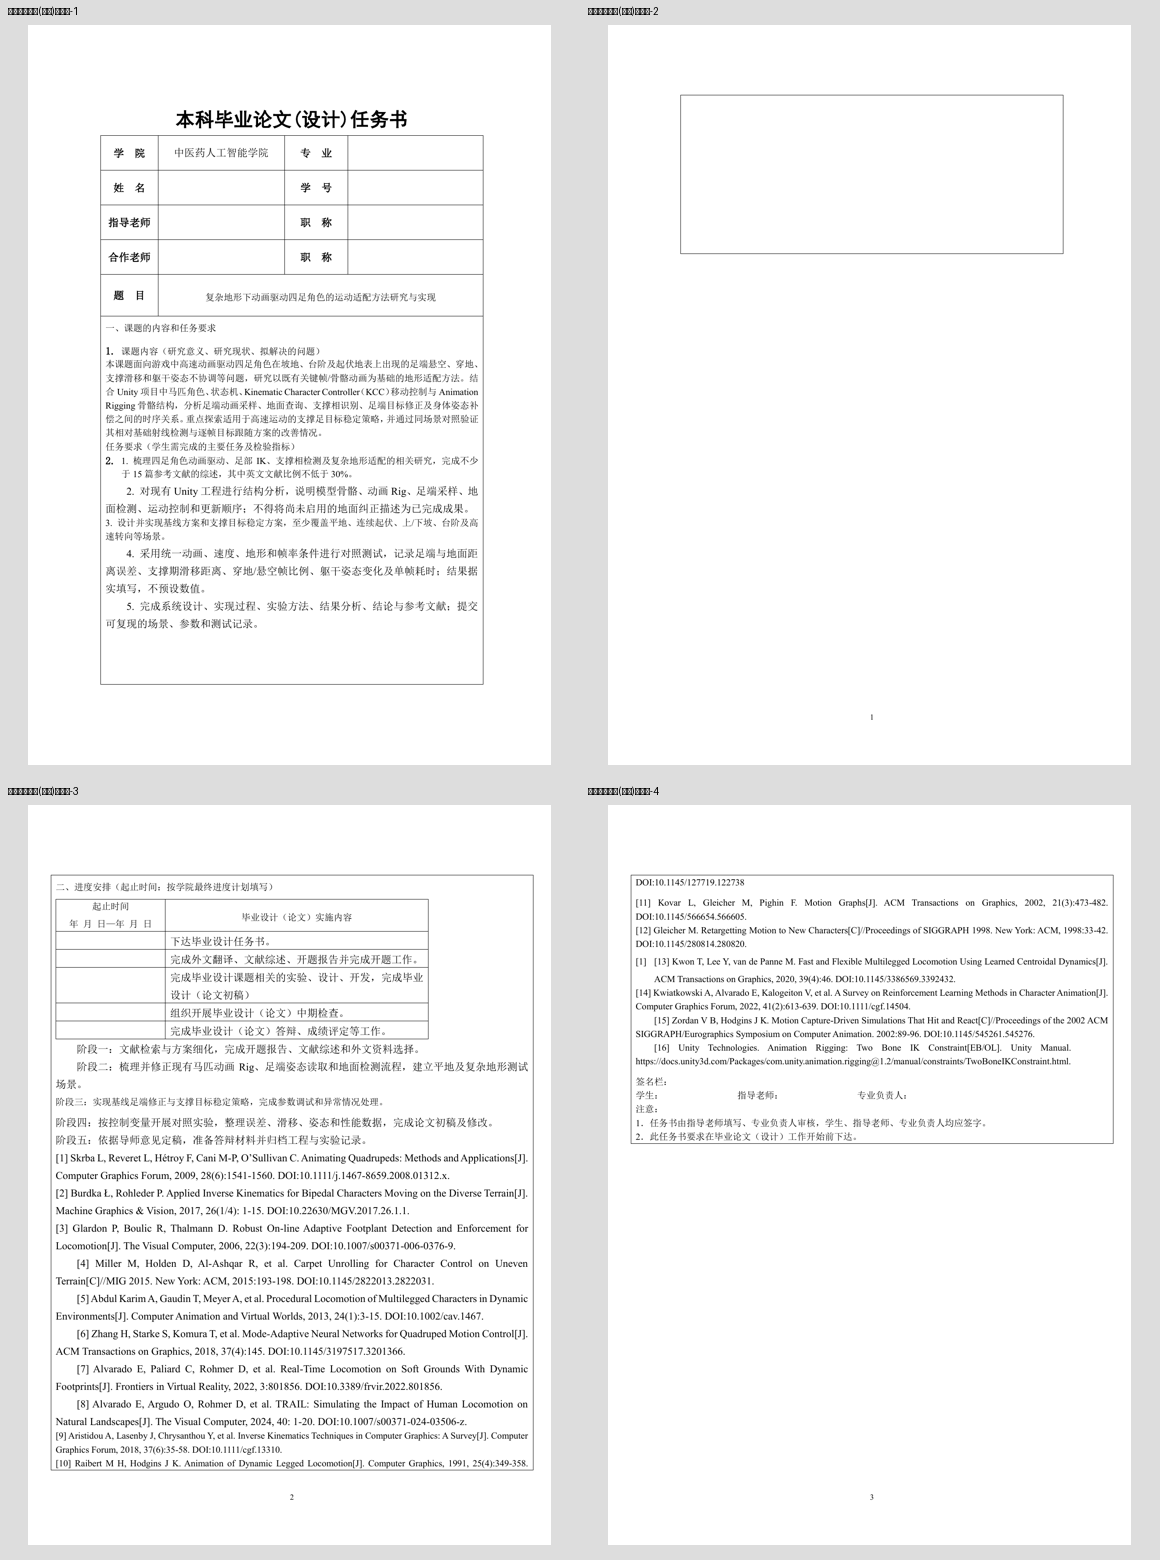 (
)
-1
本科毕业论文(设计)任务书
学 院 中医药人工智能学院 专 业
姓 名 学 号
指导老师 职 称
合作老师 职 称
题 目 复杂地形下动画驱动四足角色的运动适配方法研究与实现
一、课题的内容和任务要求
1. 课题内容（研究意义、研究现状、拟解决的问题）
本课题面向游戏中高速动画驱动四足角色在坡地、台阶及起伏地表上出现的足端悬空、穿地、
支撑滑移和躯干姿态不协调等问题，研究以既有关键帧/骨骼动画为基础的地形适配方法。结
合 Unity 项目中马匹角色、状态机、Kinematic Character Controller（KCC）移动控制与 Animation
Rigging 骨骼结构，分析足端动画采样、地面查询、支撑相识别、足端目标修正及身体姿态补
偿之间的时序关系。重点探索适用于高速运动的支撑足目标稳定策略，并通过同场景对照验证
其相对基础射线检测与逐帧目标跟随方案的改善情况。
任务要求（学生需完成的主要任务及检验指标）
2. 1. 梳理四足角色动画驱动、足部 IK、支撑相检测及复杂地形适配的相关研究，完成不少
于 15 篇参考文献的综述，其中英文文献比例不低于 30%。
2. 对现有 Unity 工程进行结构分析，说明模型骨骼、动画 Rig、足端采样、地
面检测、运动控制和更新顺序；不得将尚未启用的地面纠正描述为已完成成果。
3. 设计并实现基线方案和支撑目标稳定方案，至少覆盖平地、连续起伏、上/下坡、台阶及高
速转向等场景。
4. 采用统一动画、速度、地形和帧率条件进行对照测试，记录足端与地面距
离误差、支撑期滑移距离、穿地/悬空帧比例、躯干姿态变化及单帧耗时；结果据
实填写，不预设数值。
5. 完成系统设计、实现过程、实验方法、结果分析、结论与参考文献；提交
可复现的场景、参数和测试记录。
(
)
-2
1
(
)
-3
二、进度安排（起止时间：按学院最终进度计划填写）
起止时间
年 月 日—年 月 日 毕业设计（论文）实施内容
下达毕业设计任务书。
完成外文翻译、文献综述、开题报告并完成开题工作。
完成毕业设计课题相关的实验、设计、开发，完成毕业
设计（论文初稿）
组织开展毕业设计（论文）中期检查。
完成毕业设计（论文）答辩、成绩评定等工作。
阶段一：文献检索与方案细化，完成开题报告、文献综述和外文资料选择。
阶段二：梳理并修正现有马匹动画 Rig、足端姿态读取和地面检测流程，建立平地及复杂地形测试
场景。
阶段三：实现基线足端修正与支撑目标稳定策略，完成参数调试和异常情况处理。
阶段四：按控制变量开展对照实验，整理误差、滑移、姿态和性能数据，完成论文初稿及修改。
阶段五：依据导师意见定稿，准备答辩材料并归档工程与实验记录。
[1] Skrba L, Reveret L, Hétroy F, Cani M-P, O’Sullivan C. Animating Quadrupeds: Methods and Applications[J].
Computer Graphics Forum, 2009, 28(6):1541-1560. DOI:10.1111/j.1467-8659.2008.01312.x.
[2] Burdka Ł, Rohleder P. Applied Inverse Kinematics for Bipedal Characters Moving on the Diverse Terrain[J].
Machine Graphics & Vision, 2017, 26(1/4): 1-15. DOI:10.22630/MGV.2017.26.1.1.
[3] Glardon P, Boulic R, Thalmann D. Robust On-line Adaptive Footplant Detection and Enforcement for
Locomotion[J]. The Visual Computer, 2006, 22(3):194-209. DOI:10.1007/s00371-006-0376-9.
[4] Miller M, Holden D, Al-Ashqar R, et al. Carpet Unrolling for Character Control on Uneven
Terrain[C]//MIG 2015. New York: ACM, 2015:193-198. DOI:10.1145/2822013.2822031.
[5] Abdul Karim A, Gaudin T, Meyer A, et al. Procedural Locomotion of Multilegged Characters in Dynamic
Environments[J]. Computer Animation and Virtual Worlds, 2013, 24(1):3-15. DOI:10.1002/cav.1467.
[6] Zhang H, Starke S, Komura T, et al. Mode-Adaptive Neural Networks for Quadruped Motion Control[J].
ACM Transactions on Graphics, 2018, 37(4):145. DOI:10.1145/3197517.3201366.
[7] Alvarado E, Paliard C, Rohmer D, et al. Real-Time Locomotion on Soft Grounds With Dynamic
Footprints[J]. Frontiers in Virtual Reality, 2022, 3:801856. DOI:10.3389/frvir.2022.801856.
[8] Alvarado E, Argudo O, Rohmer D, et al. TRAIL: Simulating the Impact of Human Locomotion on
Natural Landscapes[J]. The Visual Computer, 2024, 40: 1-20. DOI:10.1007/s00371-024-03506-z.
[9] Aristidou A, Lasenby J, Chrysanthou Y, et al. Inverse Kinematics Techniques in Computer Graphics: A Survey[J]. Computer
Graphics Forum, 2018, 37(6):35-58. DOI:10.1111/cgf.13310.
[10] Raibert M H, Hodgins J K. Animation of Dynamic Legged Locomotion[J]. Computer Graphics, 1991, 25(4):349-358.
2
(
)
-4
DOI:10.1145/127719.122738
[11] Kovar L, Gleicher M, Pighin F. Motion Graphs[J]. ACM Transactions on Graphics, 2002, 21(3):473-482.
DOI:10.1145/566654.566605.
[12] Gleicher M. Retargetting Motion to New Characters[C]//Proceedings of SIGGRAPH 1998. New York: ACM, 1998:33-42.
DOI:10.1145/280814.280820.
[1] [13] Kwon T, Lee Y, van de Panne M. Fast and Flexible Multilegged Locomotion Using Learned Centroidal Dynamics[J].
ACM Transactions on Graphics, 2020, 39(4):46. DOI:10.1145/3386569.3392432.
[14] Kwiatkowski A, Alvarado E, Kalogeiton V, et al. A Survey on Reinforcement Learning Methods in Character Animation[J].
Computer Graphics Forum, 2022, 41(2):613-639. DOI:10.1111/cgf.14504.
[15] Zordan V B, Hodgins J K. Motion Capture-Driven Simulations That Hit and React[C]//Proceedings of the 2002 ACM
SIGGRAPH/Eurographics Symposium on Computer Animation. 2002:89-96. DOI:10.1145/545261.545276.
[16] Unity Technologies. Animation Rigging: Two Bone IK Constraint[EB/OL]. Unity Manual.
https://docs.unity3d.com/Packages/com.unity.animation.rigging@1.2/manual/constraints/TwoBoneIKConstraint.html.
签名栏：
学生： 指导老师： 专业负责人：
注意：
1．任务书由指导老师填写、专业负责人审核，学生、指导老师、专业负责人均应签字。
2．此任务书要求在毕业论文（设计）工作开始前下达。
3